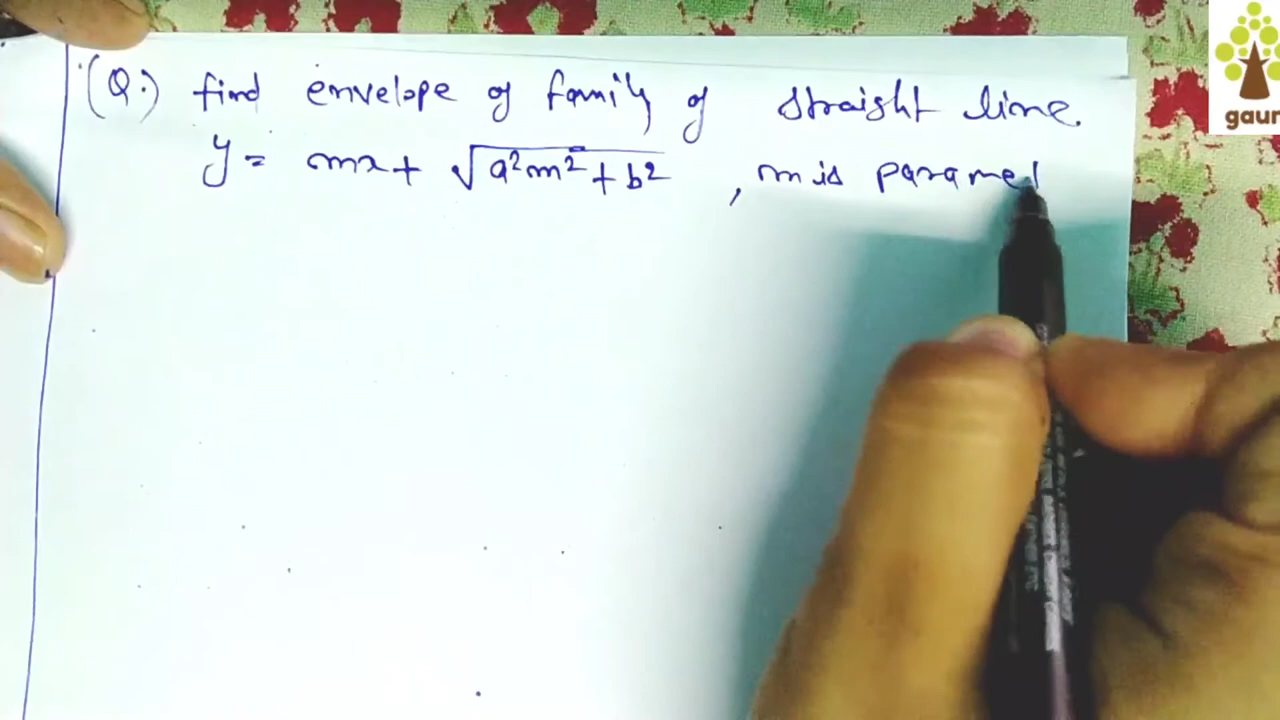 (Q.) find envelope of family of straight line.
y = mx + √a²m² + b² , m is paramet
gaur